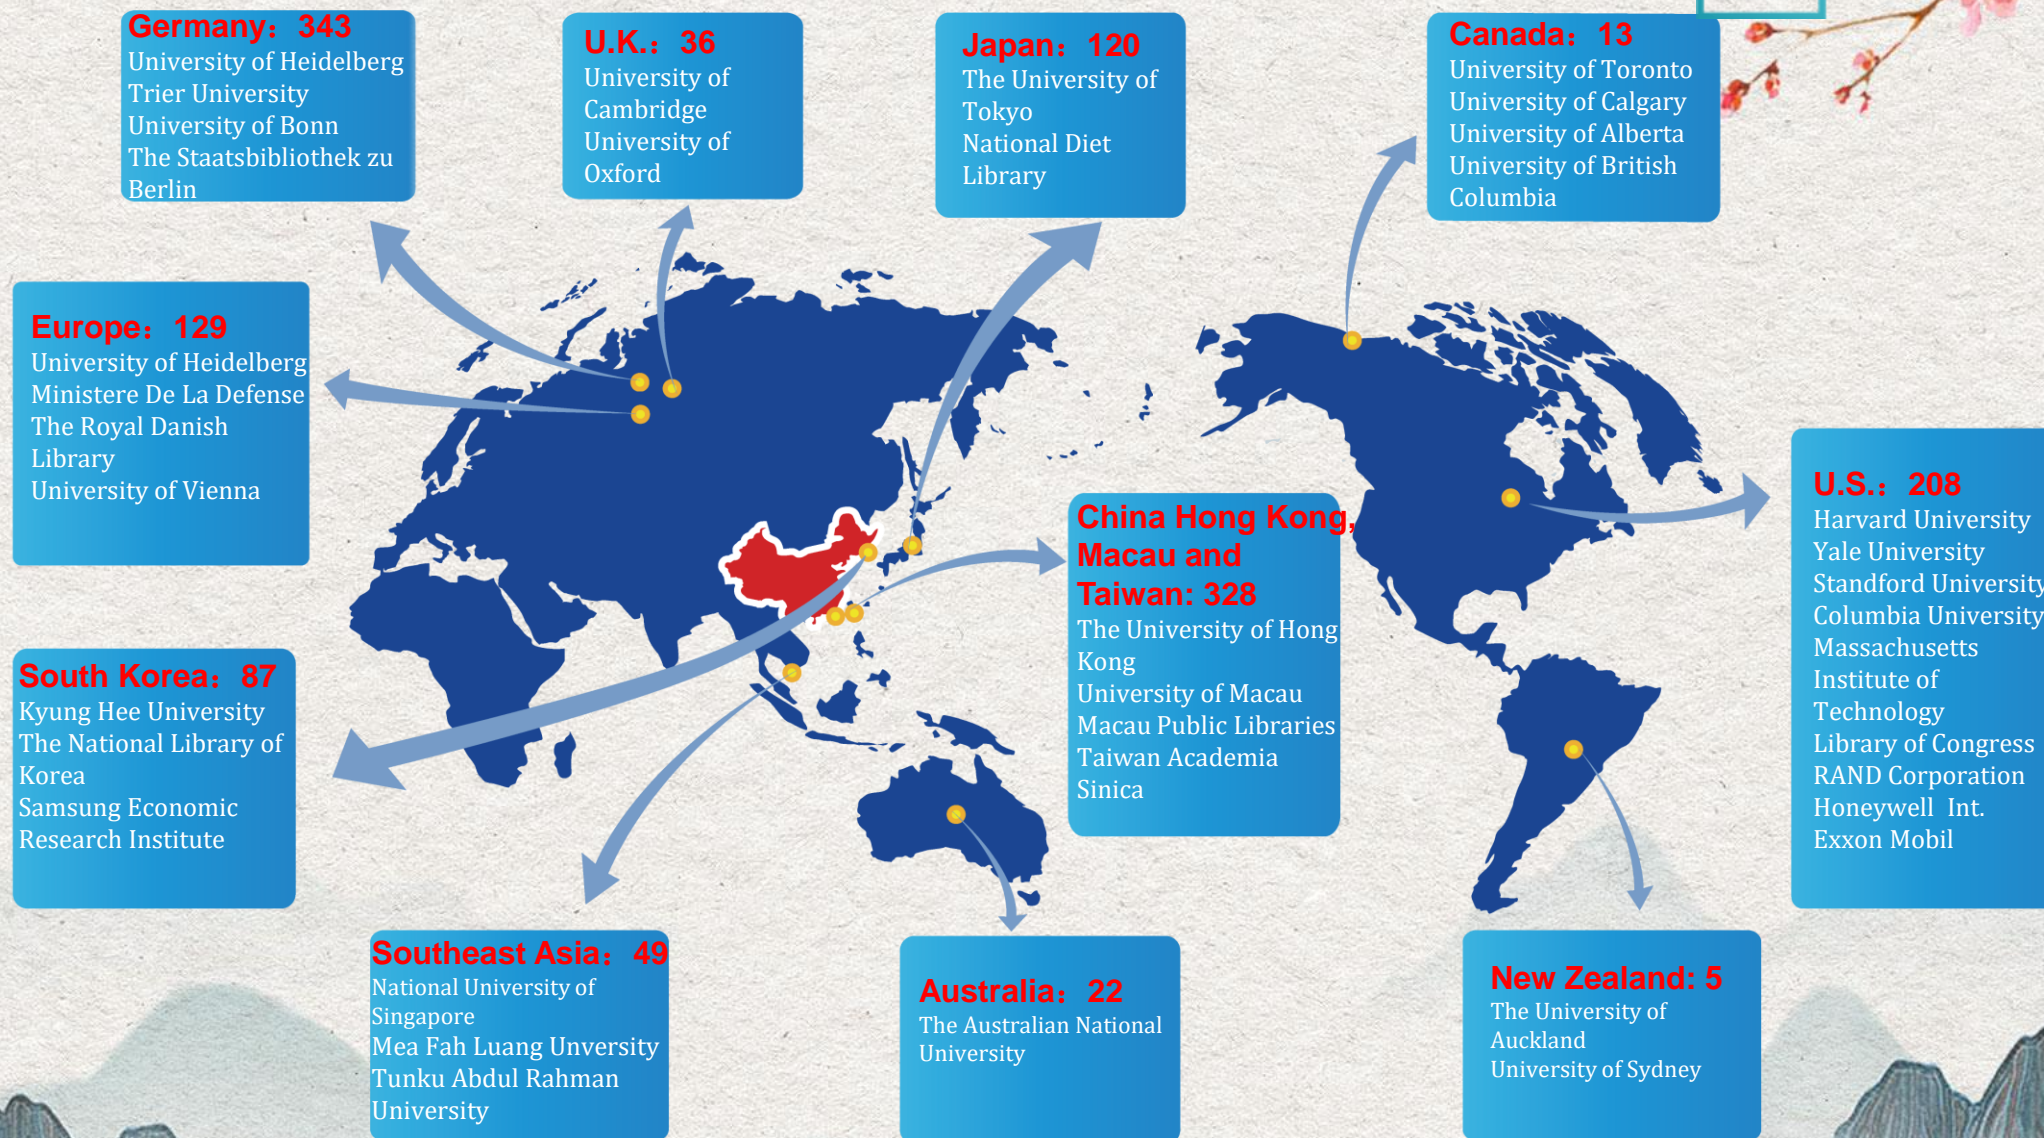 Germany：343
University of Heidelberg
Trier University
University of Bonn
The Staatsbibliothek zu
Berlin
U.K.：36
University of
Cambridge
University of
Oxford
Japan：120
The University of
Tokyo
National Diet
Library
Canada：13
University of Toronto
University of Calgary
University of Alberta
University of British
Columbia
Europe：129
University of Heidelberg
Ministere De La Defense
The Royal Danish
Library
University of Vienna
China Hong Kong,
Macau and
Taiwan: 328
The University of Hong
Kong
University of Macau
Macau Public Libraries
Taiwan Academia
Sinica
U.S.：208
Harvard University
Yale University
Standford University
Columbia University
Massachusetts
Institute of
Technology
Library of Congress
RAND Corporation
Honeywell Int.
Exxon Mobil
South Korea：87
Kyung Hee University
The National Library of
Korea
Samsung Economic
Research Institute
Southeast Asia：49
National University of
Singapore
Mea Fah Luang Unversity
Tunku Abdul Rahman
University
Australia：22
The Australian National
University
New Zealand: 5
The University of
Auckland
University of Sydney